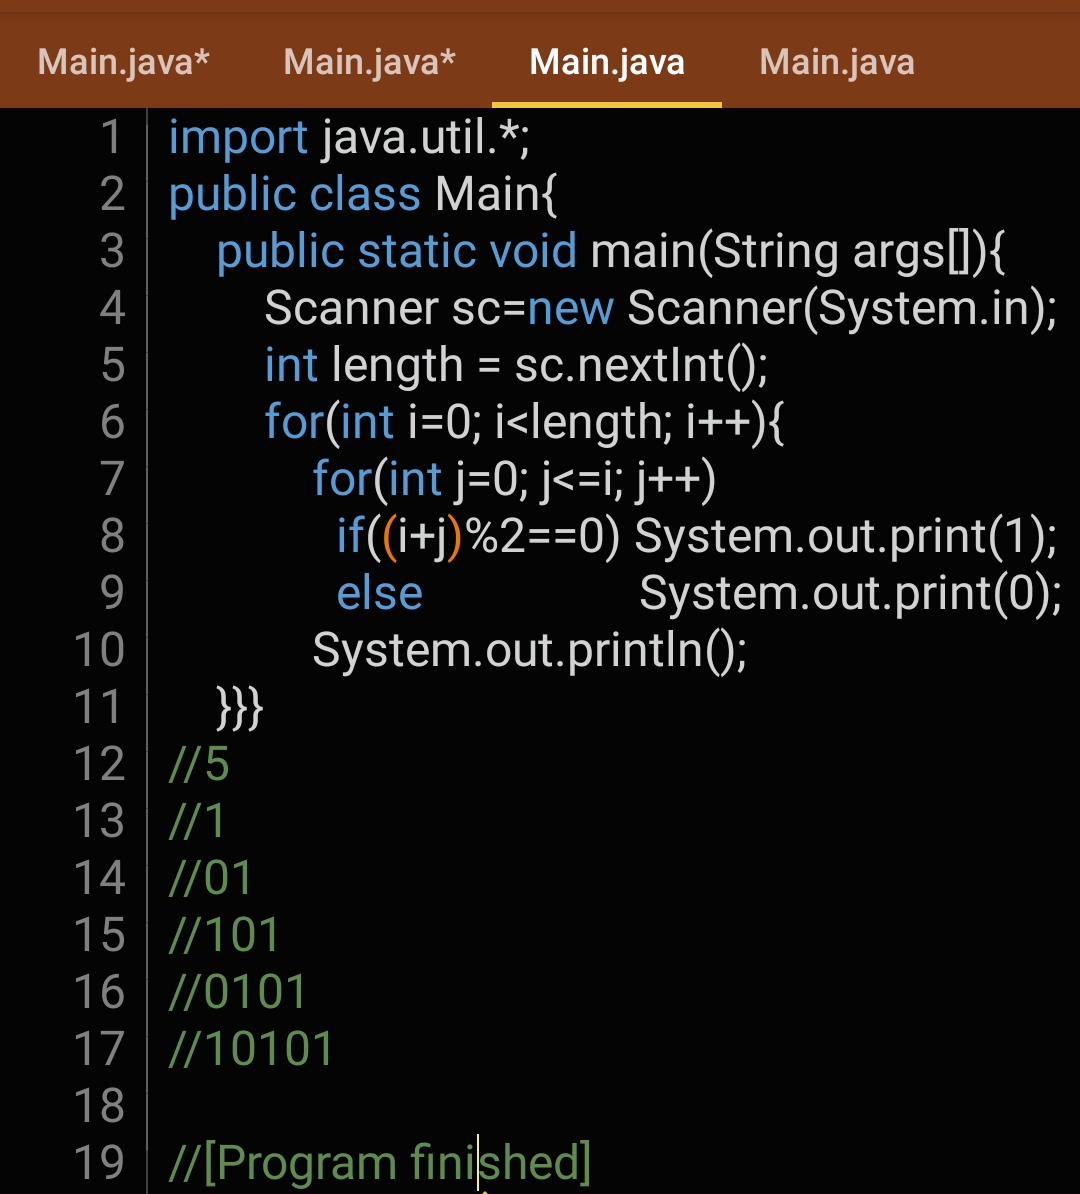 Main.java* Main.java* Main.java Main.java
1 import java.util.*;
2 public class Main{
3 public static void main(String args[]){
4 Scanner sc=new Scanner(System.in);
5 int length = sc.nextInt();
6 for(int i=0; i<length; i++){
7 for(int j=0; j<=i; j++)
8 if((i+j)%2==0) System.out.print(1);
9 else System.out.print(0);
10 System.out.println();
11 }}}
12 //5
13 //1
14 //01
15 //101
16 //0101
17 //10101
18
19 //[Program finished]